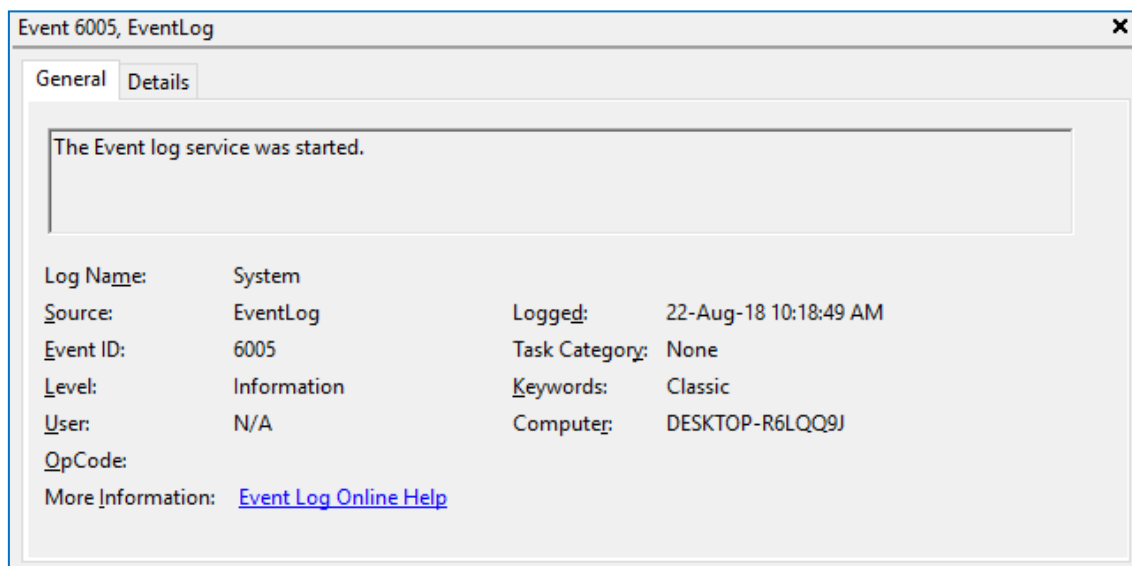 Event 6005, EventLog
General Details
The Event log service was started.
Log Name: System
Source: EventLog Logged: 22-Aug-18 10:18:49 AM
Event ID: 6005 Task Category: None
Level: Information Keywords: Classic
User: N/A Computer: DESKTOP-R6LQQ9J
OpCode:
More Information: Event Log Online Help